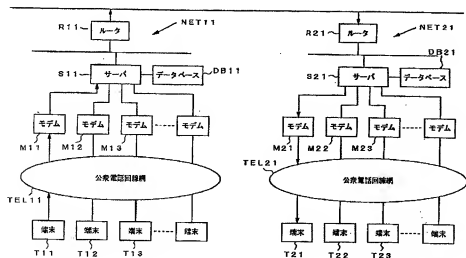 R11 ルータ NET11
R21 ルータ NET21
S11 サーバ データベース DB11
S21 サーバ データベース DB21
モデム モデム モデム モデム
M11 M12 M13
モデム モデム モデム モデム
M21 M22 M23
公衆電話回線網
TEL11
公衆電話回線網
TEL21
端末 端末 端末 端末
T11 T12 T13
端末 端末 端末 端末
T21 T22 T23